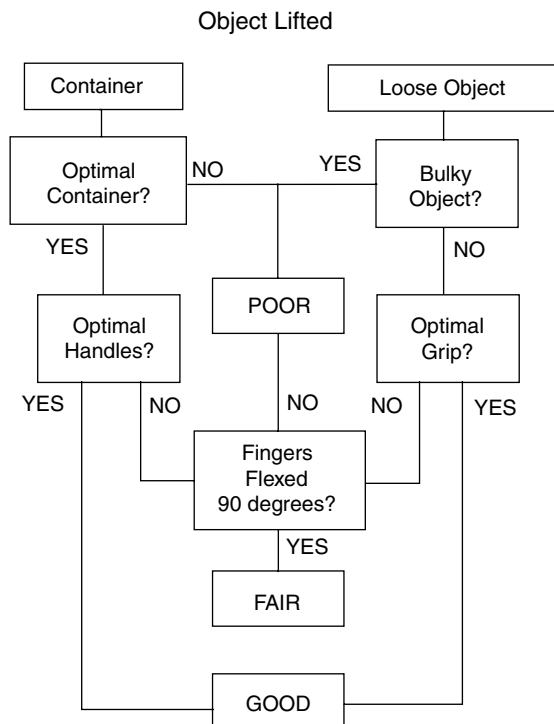 Object Lifted
Container
Loose Object
Optimal
Container?
NO
YES
Bulky
Object?
YES
NO
POOR
Optimal
Handles?
Optimal
Grip?
YES
NO
NO
NO
YES
Fingers
Flexed
90 degrees?
YES
FAIR
GOOD